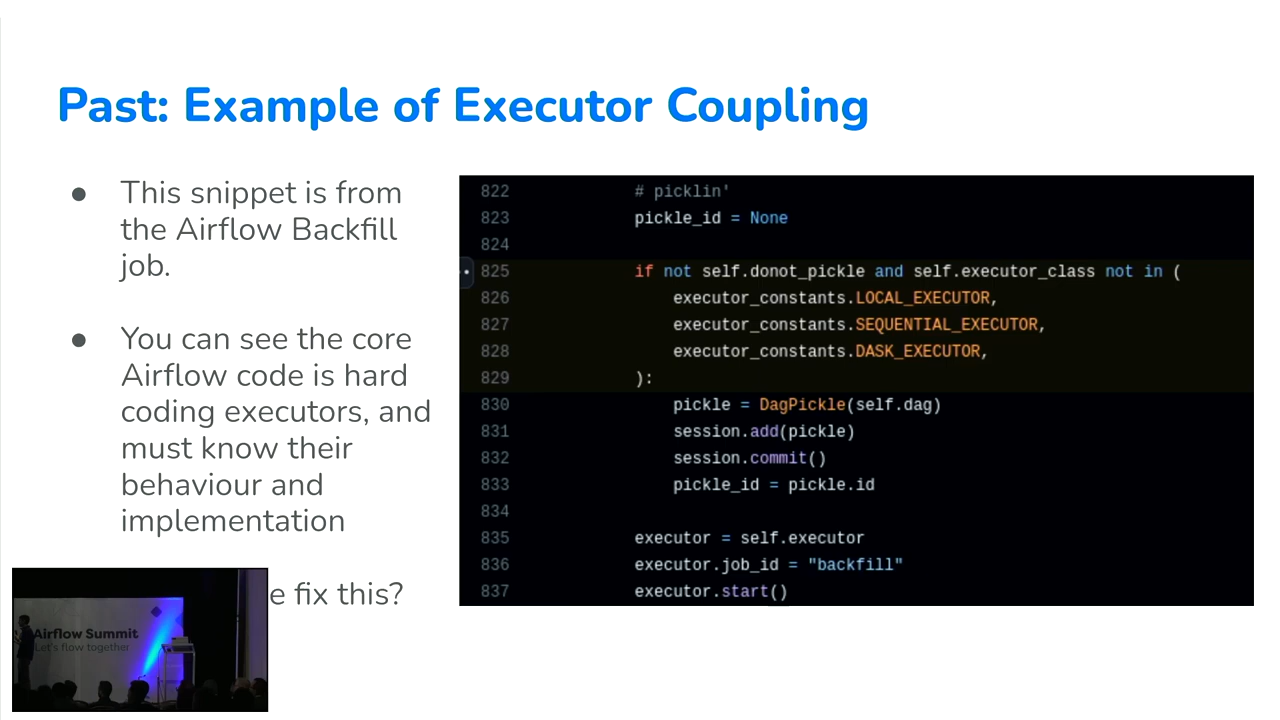 Past: Example of Executor Coupling
● This snippet is from
the Airflow Backfill
job.
● You can see the core
Airflow code is hard
coding executors, and
must know their
behaviour and
implementation
e fix this?
822 # picklin'
823 pickle_id = None
824
825 if not self.donot_pickle and self.executor_class not in (
826 executor_constants.LOCAL_EXECUTOR,
827 executor_constants.SEQUENTIAL_EXECUTOR,
828 executor_constants.DASK_EXECUTOR,
829 ):
830 pickle = DagPickle(self.dag)
831 session.add(pickle)
832 session.commit()
833 pickle_id = pickle.id
834
835 executor = self.executor
836 executor.job_id = "backfill"
837 executor.start()
Airflow Summit
Let's flow together